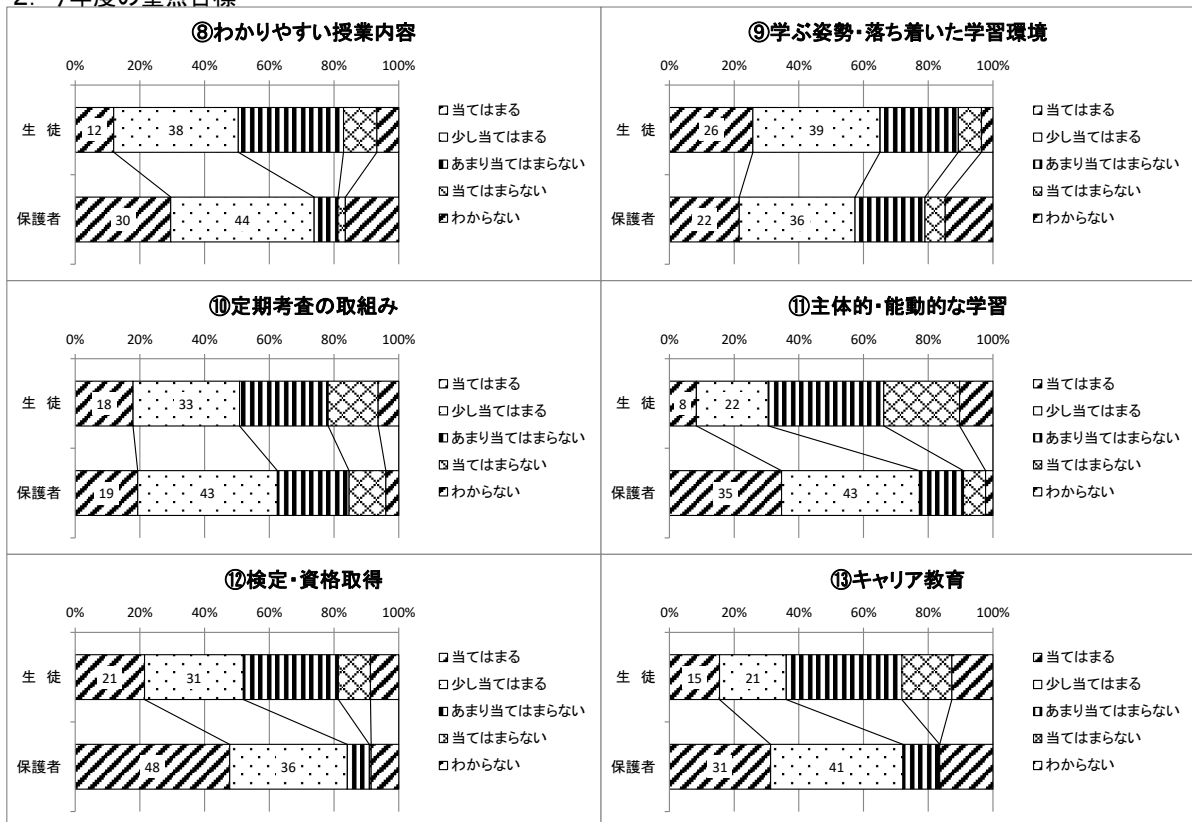 ⑧わかりやすい授業内容
0% 20% 40% 60% 80% 100%
生 徒
12
38
保護者
30
44
当てはまる
少し当てはまる
あまり当てはまらない
当てはまらない
わからない
⑨学ぶ姿勢・落ち着いた学習環境
0% 20% 40% 60% 80% 100%
生 徒
26
39
保護者
22
36
当てはまる
少し当てはまる
あまり当てはまらない
当てはまらない
わからない
⑩定期考査の取組み
0% 20% 40% 60% 80% 100%
生 徒
18
33
保護者
19
43
当てはまる
少し当てはまる
あまり当てはまらない
当てはまらない
わからない
⑪主体的・能動的な学習
0% 20% 40% 60% 80% 100%
生 徒
8
22
保護者
35
43
当てはまる
少し当てはまる
あまり当てはまらない
当てはまらない
わからない
⑫検定・資格取得
0% 20% 40% 60% 80% 100%
生 徒
21
31
保護者
48
36
当てはまる
少し当てはまる
あまり当てはまらない
当てはまらない
わからない
⑬キャリア教育
0% 20% 40% 60% 80% 100%
生 徒
15
21
保護者
31
41
当てはまる
少し当てはまる
あまり当てはまらない
当てはまらない
わからない